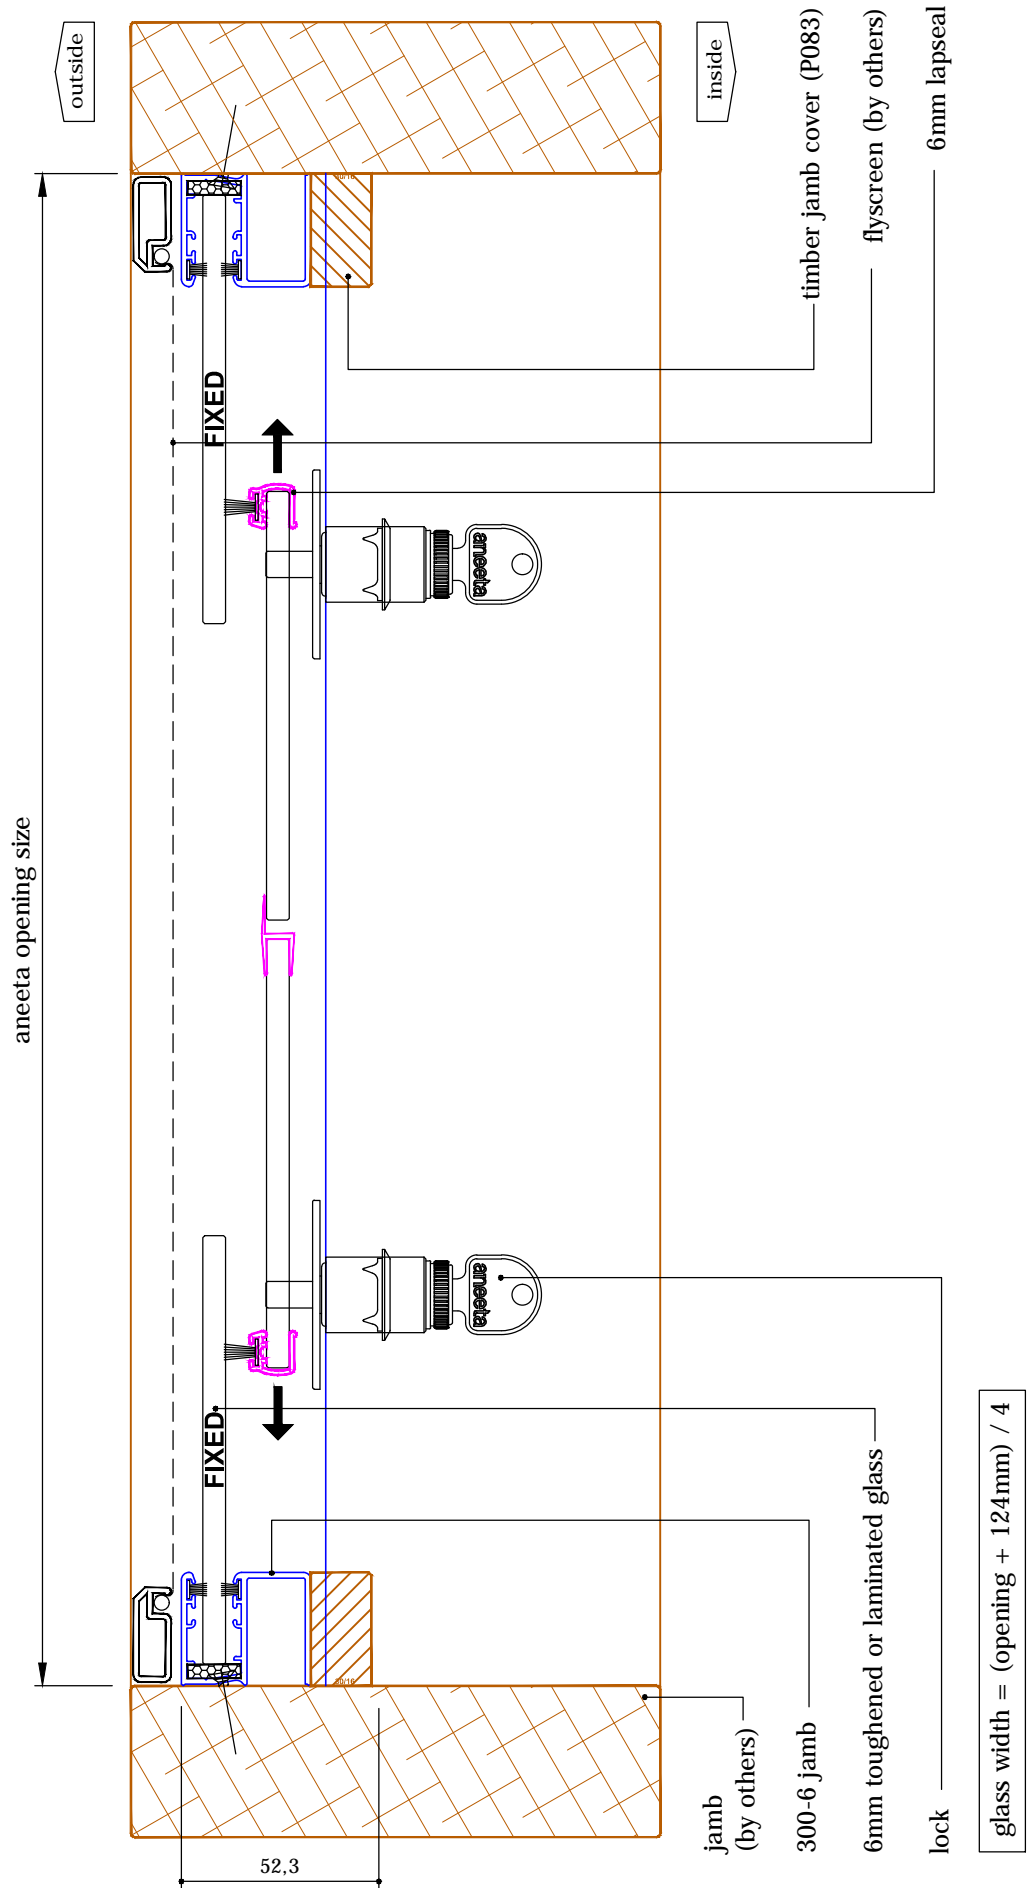 outside
inside
aneeta opening size
timber jamb cover (P083)
flyscreen (by others)
6mm lapseal
FIXED
aneeta
aneeta
FIXED
jamb
(by others)
300-6 jamb
6mm toughened or laminated glass
lock
glass width = (opening + 124mm) / 4
52,3